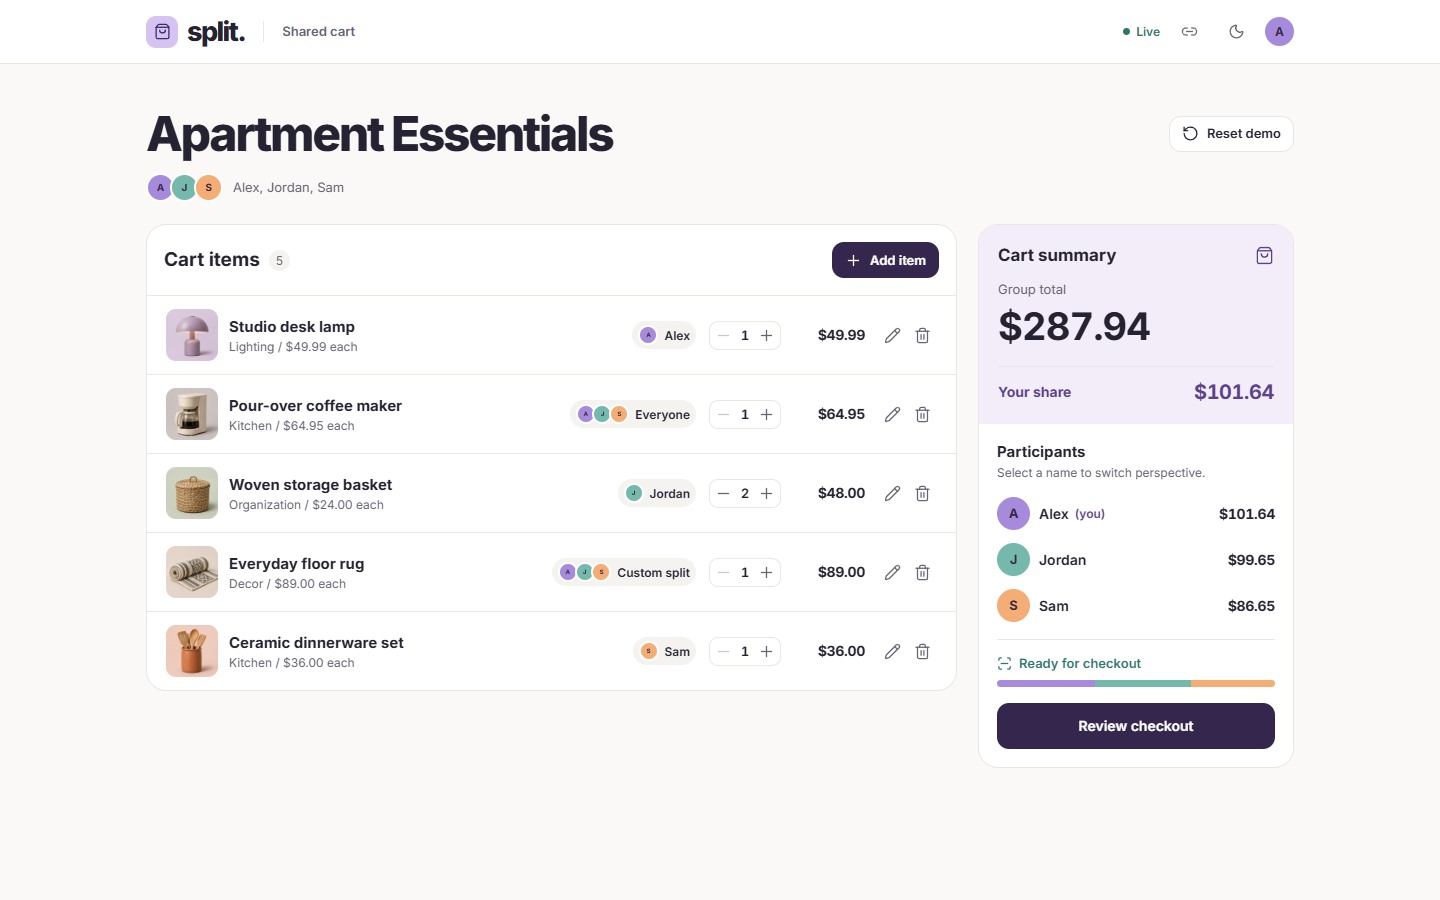 split.
Shared cart
Live
A
Apartment Essentials
Reset demo
A J S Alex, Jordan, Sam
Cart items 5
Add item
Studio desk lamp
Lighting / $49.99 each
A Alex
1
$49.99
Pour-over coffee maker
Kitchen / $64.95 each
A J S Everyone
1
$64.95
Woven storage basket
Organization / $24.00 each
J Jordan
2
$48.00
Everyday floor rug
Decor / $89.00 each
A J S Custom split
1
$89.00
Ceramic dinnerware set
Kitchen / $36.00 each
S Sam
1
$36.00
Cart summary
Group total
$287.94
Your share $101.64
Participants
Select a name to switch perspective.
A Alex (you) $101.64
J Jordan $99.65
S Sam $86.65
Ready for checkout
Review checkout